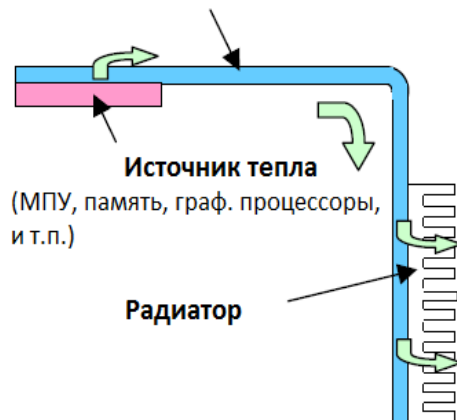 Источник тепла
(МПУ, память, граф. процессоры,
и т.п.)
Радиатор